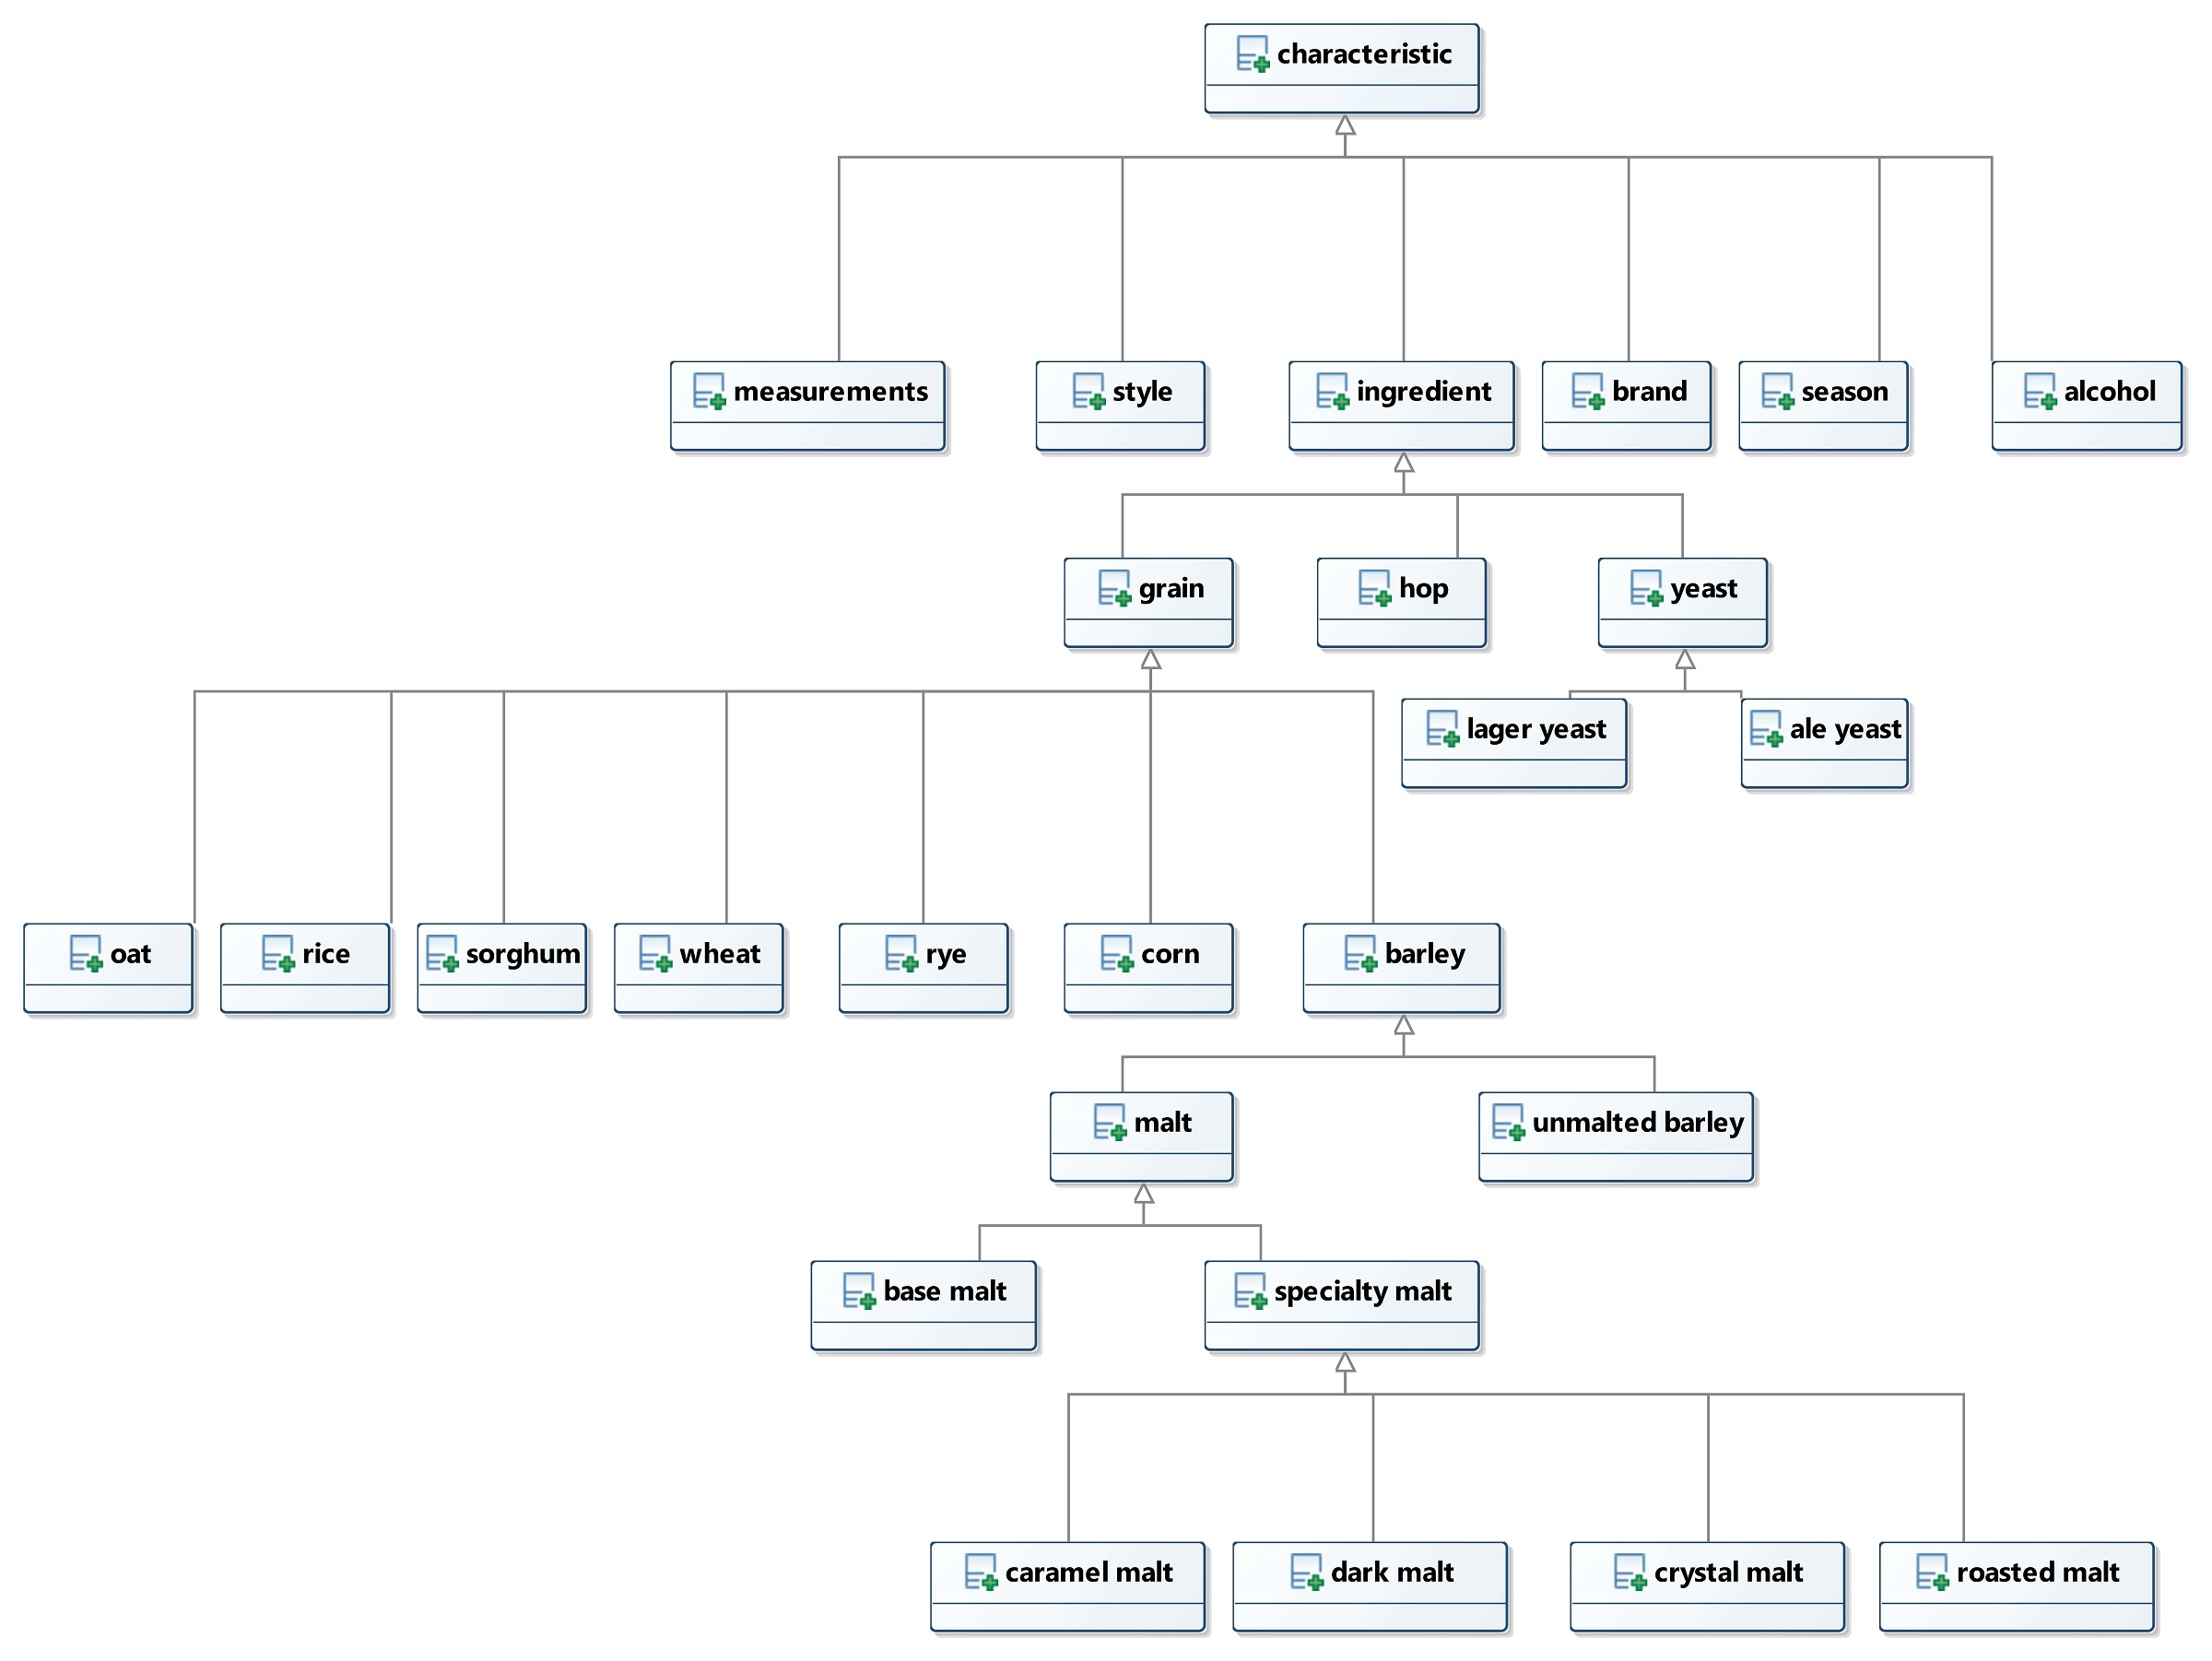 characteristic
measurements
style
ingredient
brand
season
alcohol
grain
hop
yeast
lager yeast
ale yeast
oat
rice
sorghum
wheat
rye
corn
barley
malt
unmalted barley
base malt
specialty malt
caramel malt
dark malt
crystal malt
roasted malt